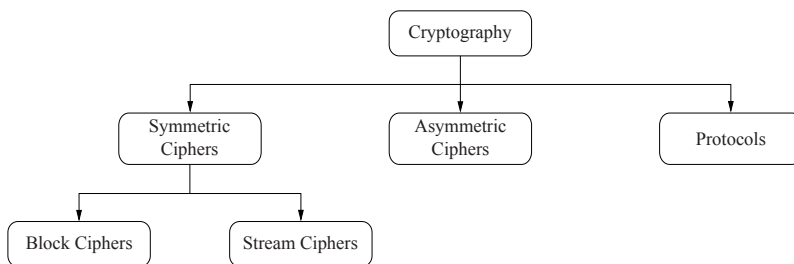 Cryptography
Symmetric
Ciphers
Asymmetric
Ciphers
Protocols
Block Ciphers
Stream Ciphers